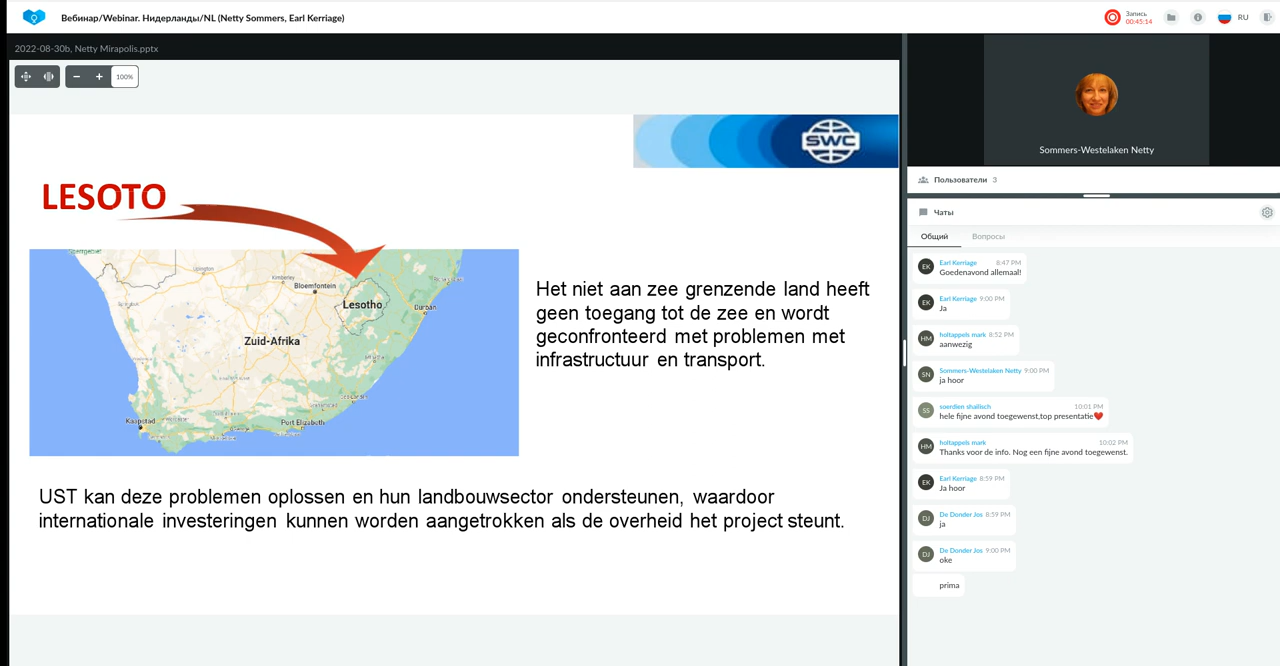 Вебинар/Webinar. Нидерланды/NL (Netty Sommers, Earl Kerriage)
Запись
00:45:14
RU
2022-08-30b, Netty Mirapolis.pptx
100%
SWC
LESOTO
Upington
Kimberley
Bloemfontein
Lesotho
Durban
Zuid-Afrika
Kaapstad
Port Elizabeth
Het niet aan zee grenzende land heeft
geen toegang tot de zee en wordt
geconfronteerd met problemen met
infrastructuur en transport.
UST kan deze problemen oplossen en hun landbouwsector ondersteunen, waardoor
internationale investeringen kunnen worden aangetrokken als de overheid het project steunt.
Sommers-Westelaken Netty
Пользователи 3
Чаты
Общий Вопросы
EK Earl Kerriage 8:47 PM
Goedenavond allemaal!
EK Earl Kerriage 9:00 PM
Ja
HM holtappels mark 8:52 PM
aanwezig
SN Sommers-Westelaken Netty 9:00 PM
ja hoor
SS soerdien shailisch 10:01 PM
hele fijne avond toegewenst,top presentatie❤️
HM holtappels mark 10:02 PM
Thanks voor de info. Nog een fijne avond toegewenst.
EK Earl Kerriage 8:59 PM
Ja hoor
DJ De Donder Jos 8:59 PM
ja
DJ De Donder Jos 9:00 PM
oke
prima